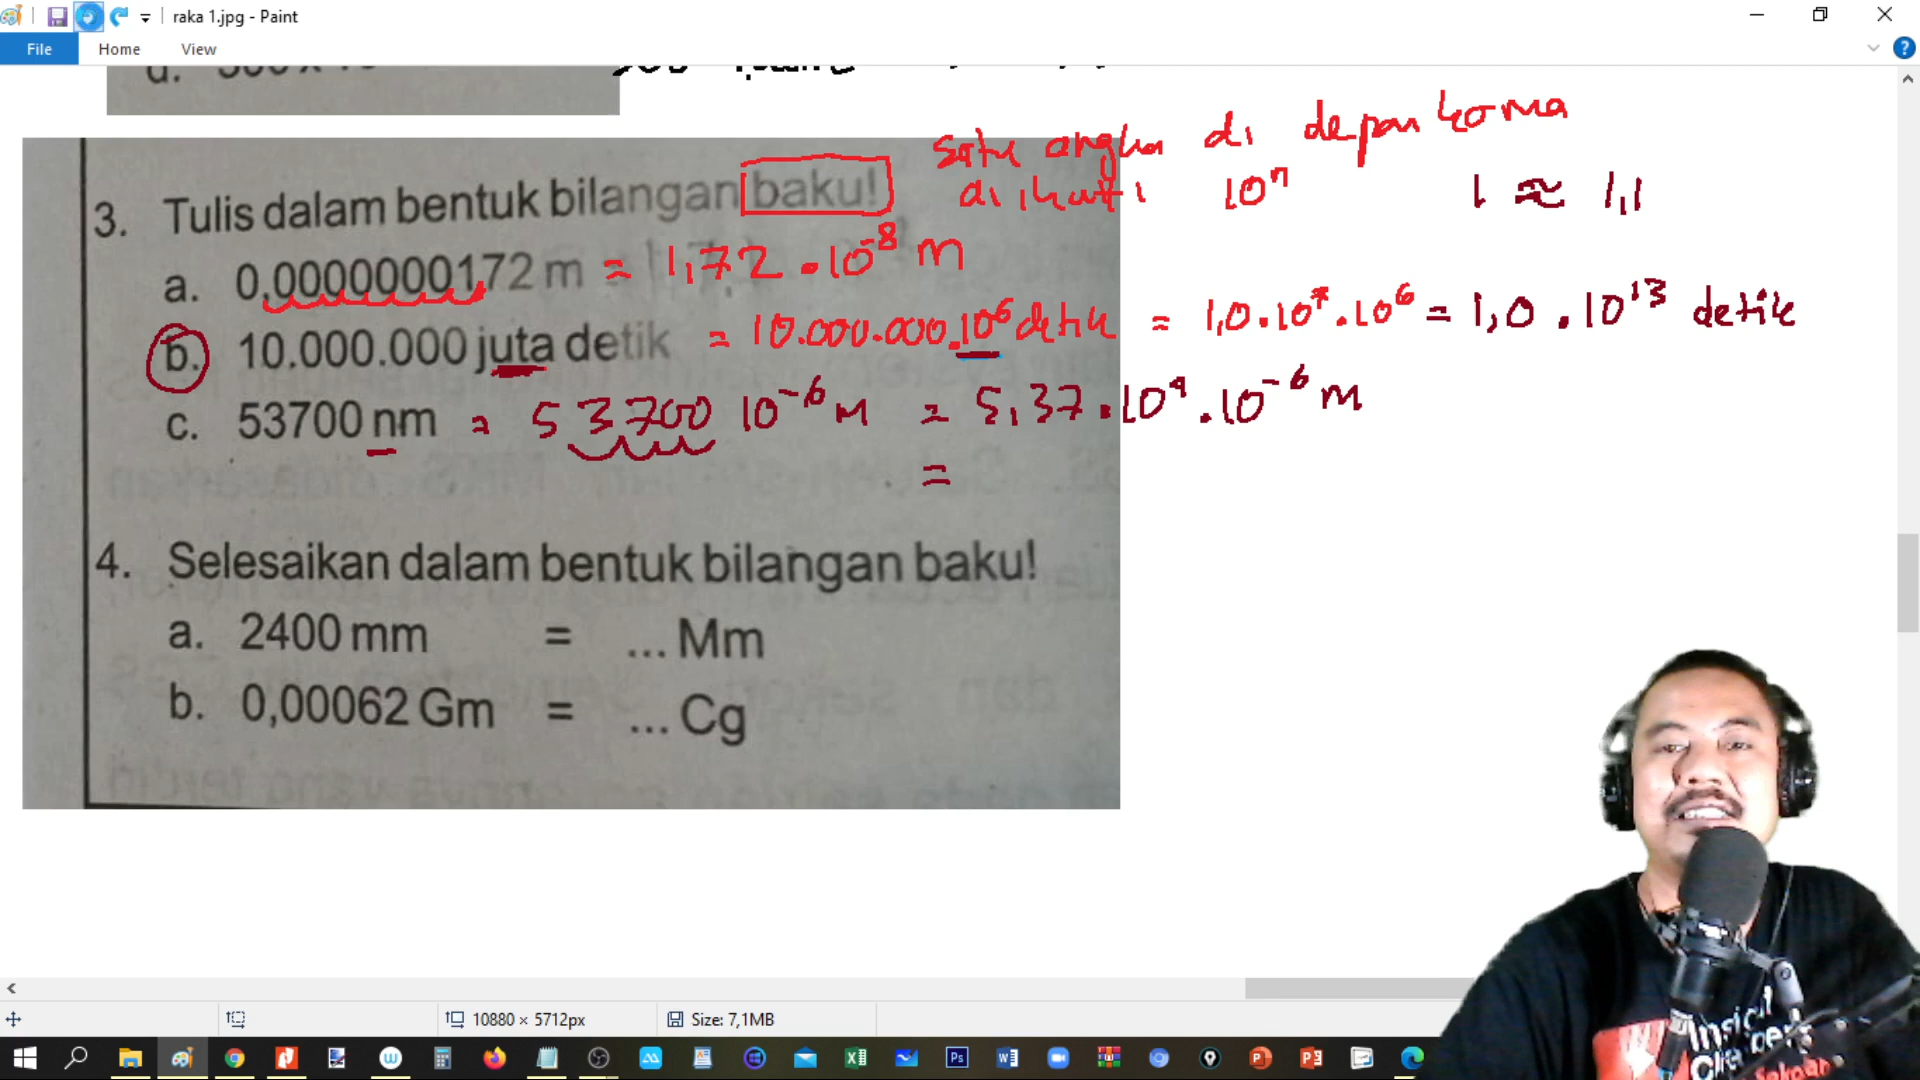 raka 1.jpg - Paint
File Home View
satu angka di depan koma
diikuti 10ⁿ 1 ≈ 1,1
3. Tulis dalam bentuk bilangan baku!
a. 0,0000000172 m = 1,72 . 10⁻⁸ m
b. 10.000.000 juta detik = 10.000.000.10⁶ detik = 1,0.10⁷.10⁶ = 1,0 . 10¹³ detik
c. 53700 nm = 53700 10⁻⁶ m = 5,37.10⁴.10⁻⁶ m
=
4. Selesaikan dalam bentuk bilangan baku!
a. 2400 mm = ... Mm
b. 0,00062 Gm = ... Cg
10880 × 5712px Size: 7,1MB